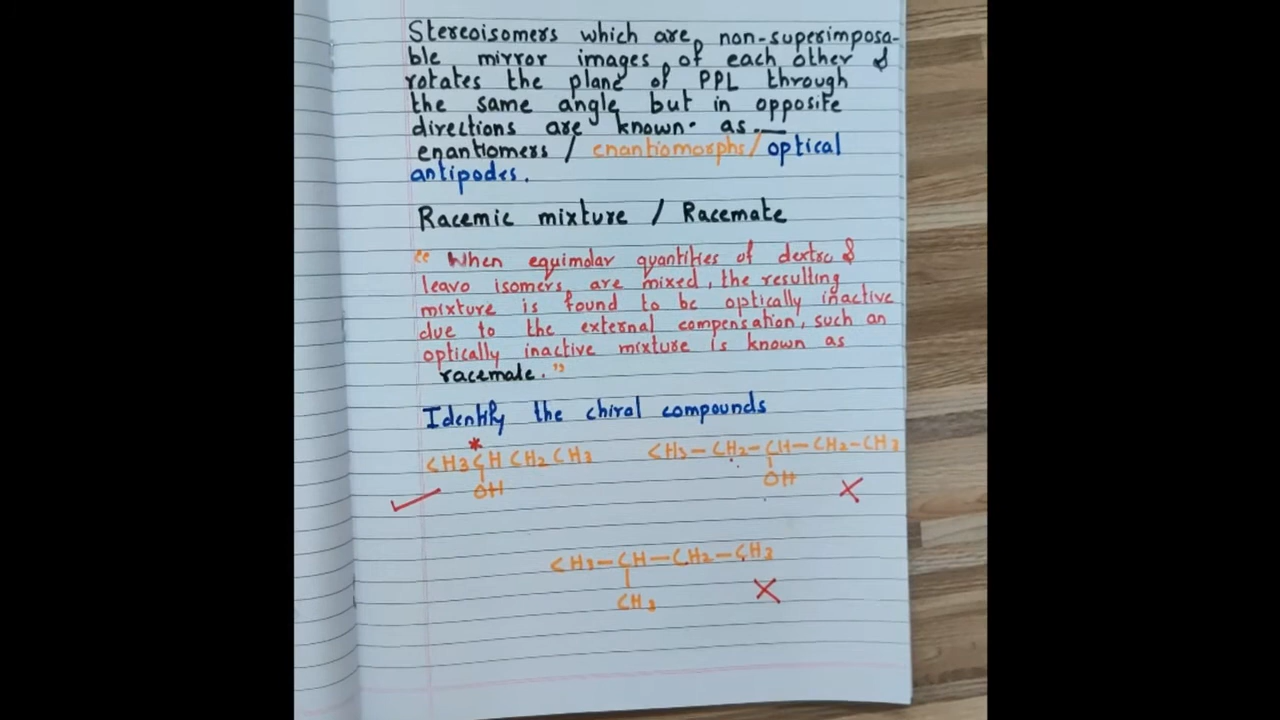 Stereoisomers which are non-superimposa-
ble mirror images of each other &
rotates the plane of PPL through
the same angle but in opposite
directions are known as —
enantiomers / enantiomorphs/ optical
antipodes.
Racemic mixture / Racemate
“ When equimolar quantities of dextro &
leavo isomers, are mixed, the resulting
mixture is found to be optically inactive
due to the external compensation, such an
optically inactive mixture is known as
racemate. ”
Identify the chiral compounds
*
CH3 CH CH2 CH3
OH
CH3 — CH2 — CH — CH2 — CH3
OH
CH3 — CH — CH2 — CH3
CH3